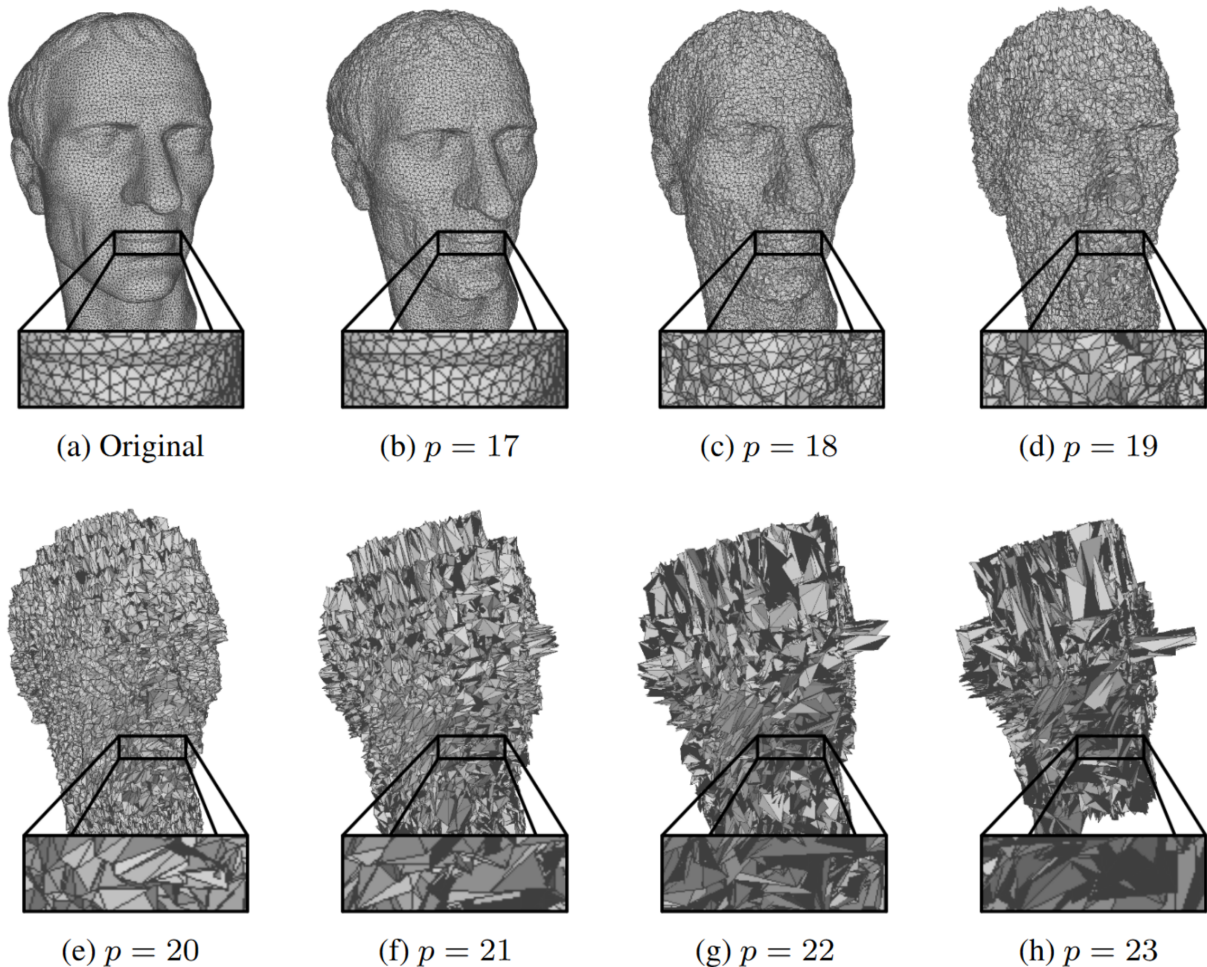 (a) Original
(b) p = 17
(c) p = 18
(d) p = 19
(e) p = 20
(f) p = 21
(g) p = 22
(h) p = 23